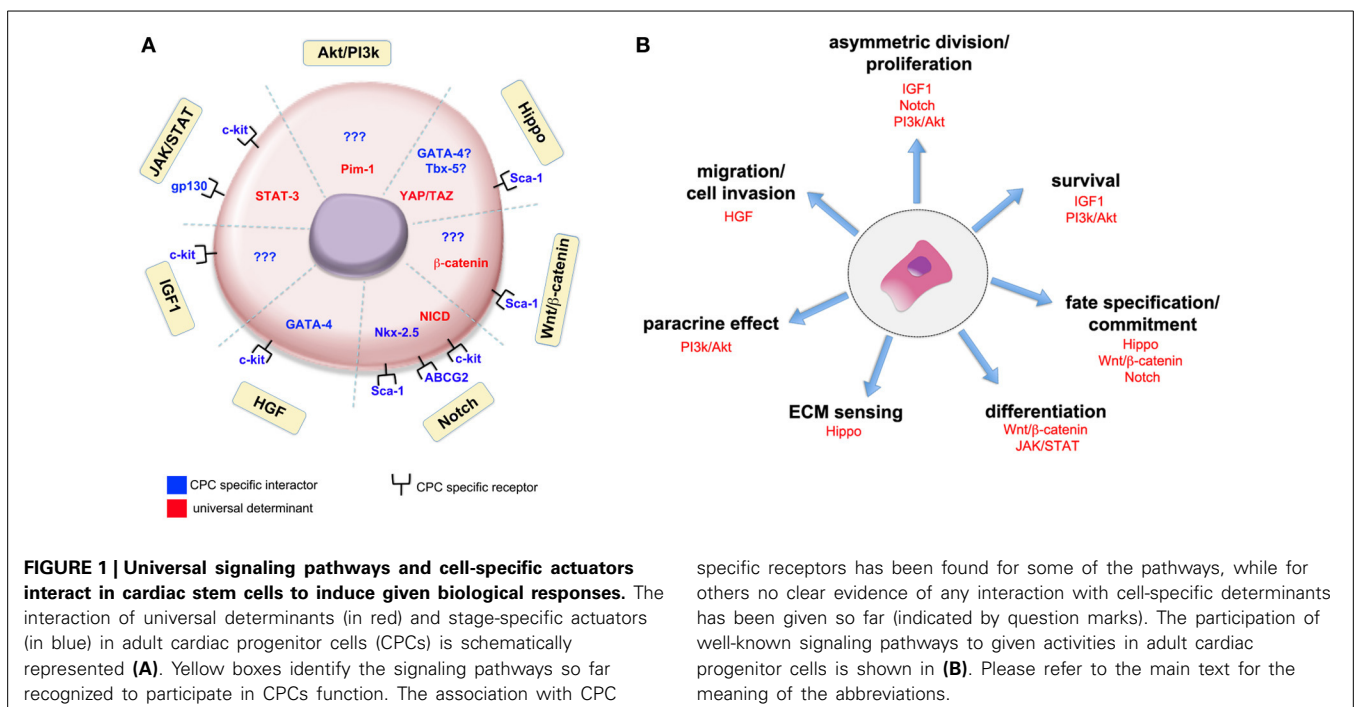 A
Akt/PI3k
Hippo
JAK/STAT
c-kit
???
GATA-4?
Tbx-5?
Sca-1
gp130
STAT-3
Pim-1
YAP/TAZ
c-kit
???
???
β-catenin
IGF1
Sca-1
Wnt/β-catenin
GATA-4
Nkx-2.5
NICD
c-kit
c-kit
ABCG2
Sca-1
HGF
Notch
CPC specific interactor
CPC specific receptor
universal determinant
B
asymmetric division/
proliferation
IGF1
Notch
PI3k/Akt
migration/
cell invasion
HGF
survival
IGF1
PI3k/Akt
paracrine effect
PI3k/Akt
fate specification/
commitment
Hippo
Wnt/β-catenin
Notch
ECM sensing
Hippo
differentiation
Wnt/β-catenin
JAK/STAT
FIGURE 1 | Universal signaling pathways and cell-specific actuators
interact in cardiac stem cells to induce given biological responses. The
interaction of universal determinants (in red) and stage-specific actuators
(in blue) in adult cardiac progenitor cells (CPCs) is schematically
represented (A). Yellow boxes identify the signaling pathways so far
recognized to participate in CPCs function. The association with CPC
specific receptors has been found for some of the pathways, while for
others no clear evidence of any interaction with cell-specific determinants
has been given so far (indicated by question marks). The participation of
well-known signaling pathways to given activities in adult cardiac
progenitor cells is shown in (B). Please refer to the main text for the
meaning of the abbreviations.